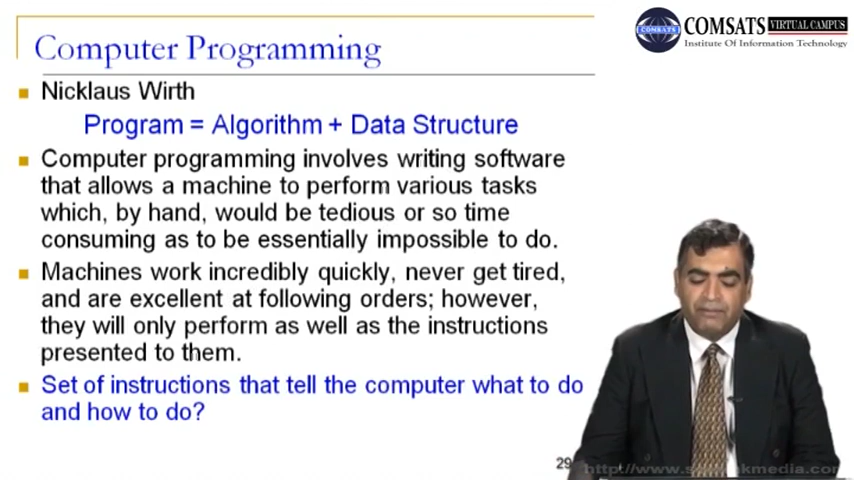 COMSATS
COMSATS VIRTUAL CAMPUS
Institute Of Information Technology
Computer Programming
Nicklaus Wirth
Program = Algorithm + Data Structure
Computer programming involves writing software
that allows a machine to perform various tasks
which, by hand, would be tedious or so time
consuming as to be essentially impossible to do.
Machines work incredibly quickly, never get tired,
and are excellent at following orders; however,
they will only perform as well as the instructions
presented to them.
Set of instructions that tell the computer what to do
and how to do?
29